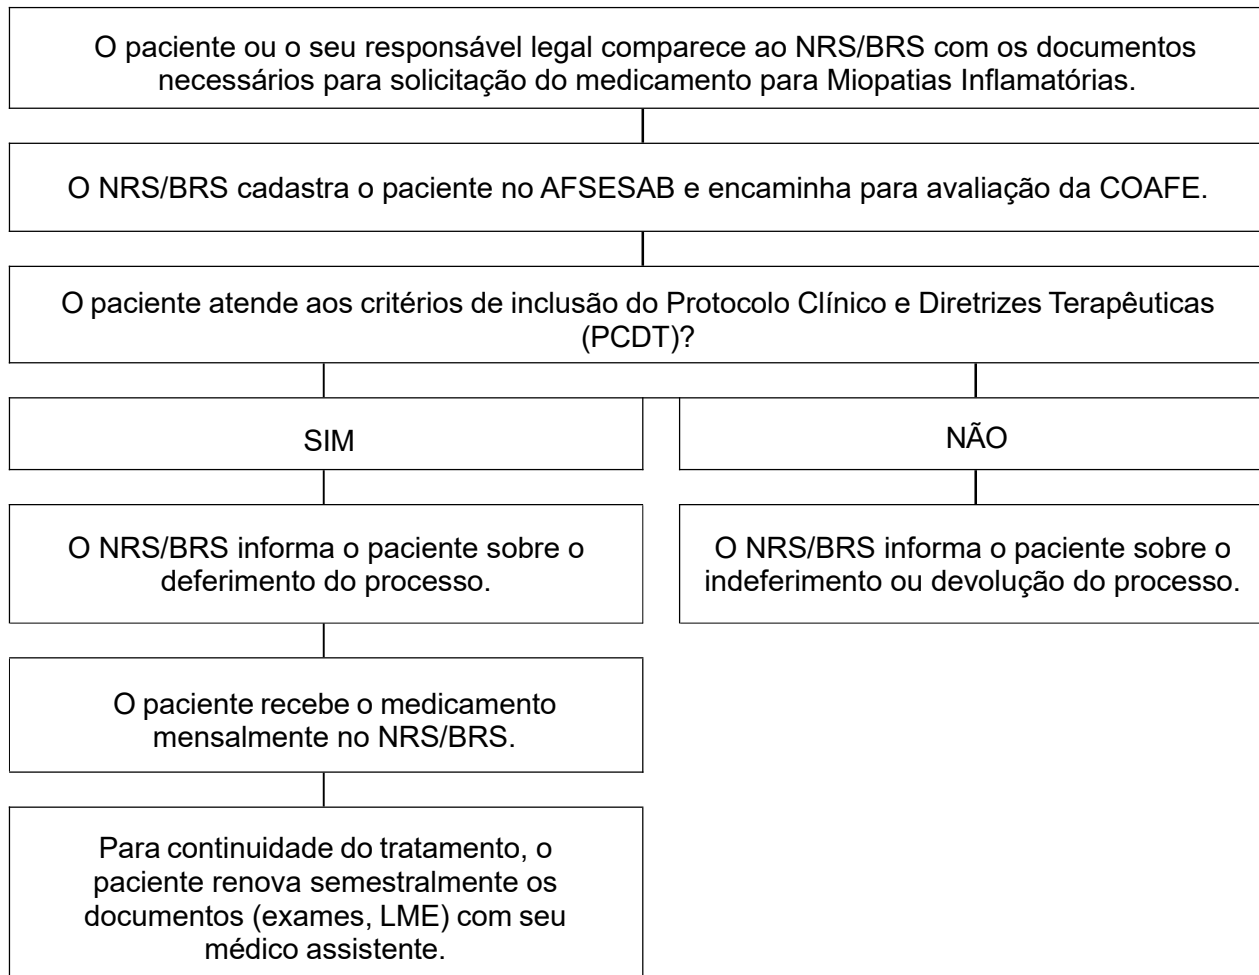 O paciente ou o seu responsável legal comparece ao NRS/BRS com os documentos
necessários para solicitação do medicamento para Miopatias Inflamatórias.
O NRS/BRS cadastra o paciente no AFSESAB e encaminha para avaliação da COAFE.
O paciente atende aos critérios de inclusão do Protocolo Clínico e Diretrizes Terapêuticas
(PCDT)?
SIM
NÃO
O NRS/BRS informa o paciente sobre o
deferimento do processo.
O NRS/BRS informa o paciente sobre o
indeferimento ou devolução do processo.
O paciente recebe o medicamento
mensalmente no NRS/BRS.
Para continuidade do tratamento, o
paciente renova semestralmente os
documentos (exames, LME) com seu
médico assistente.